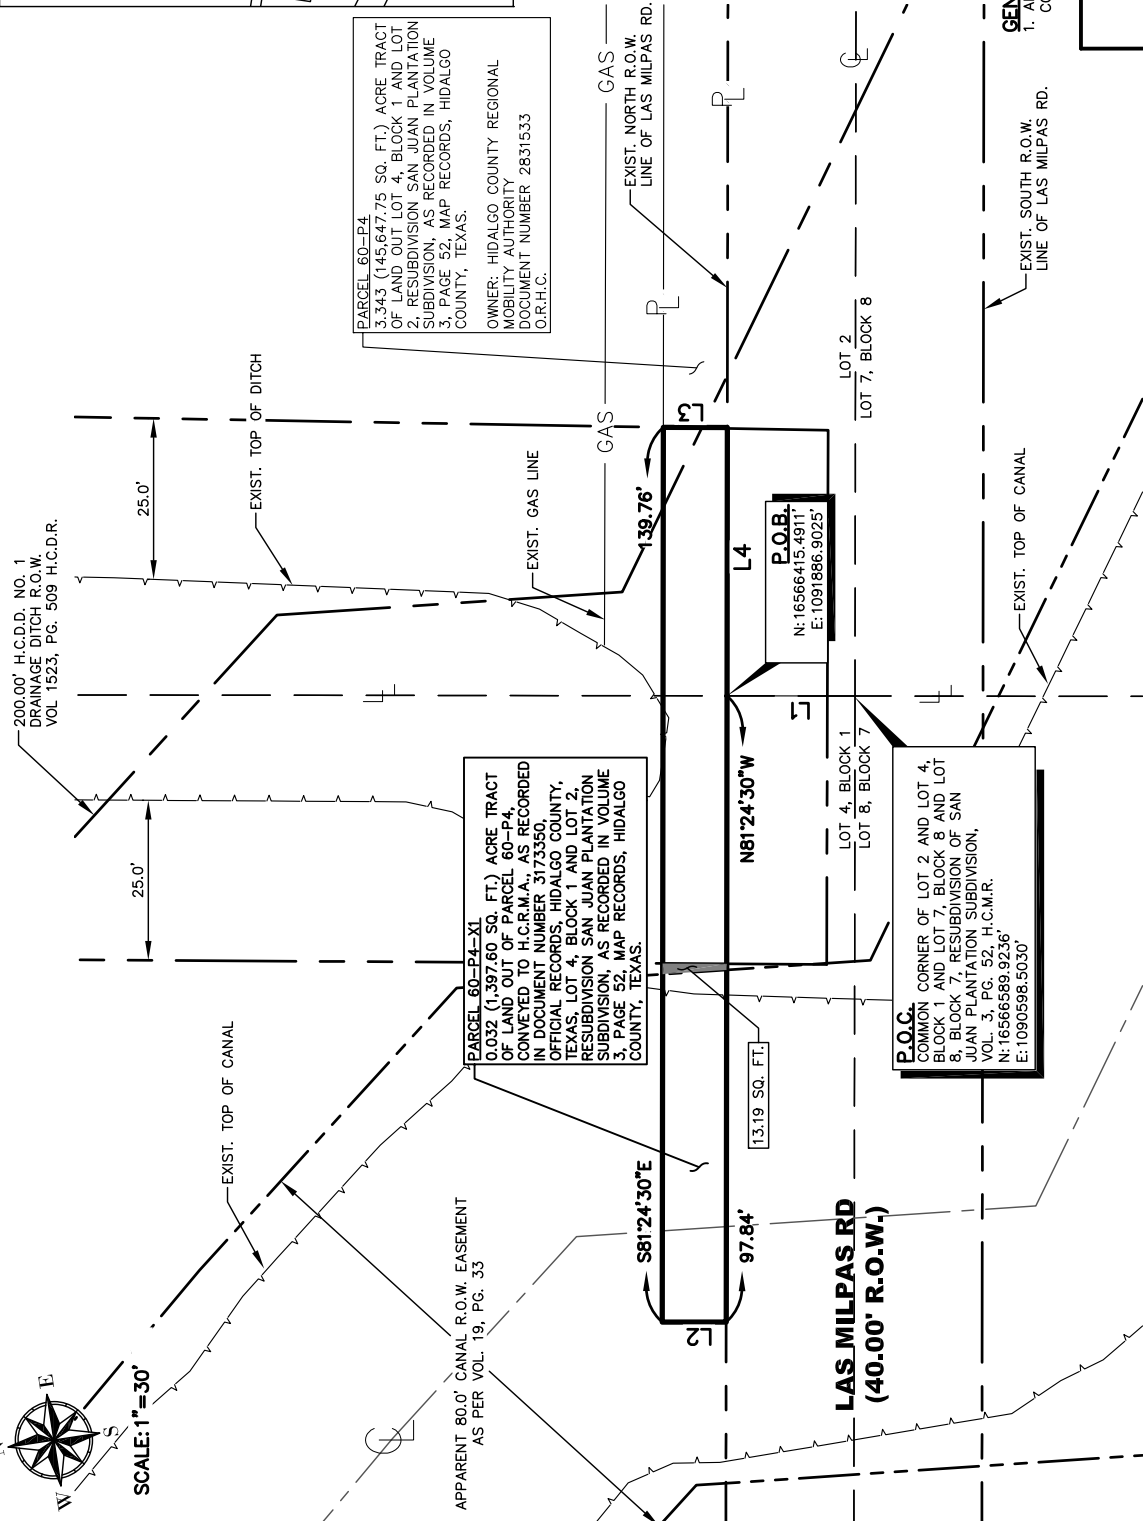 PARCEL 60-P4
3.343 (145,647.75 SQ. FT.) ACRE TRACT
OF LAND OUT LOT 4, BLOCK 1 AND LOT
2, RESUBDIVISION SAN JUAN PLANTATION
SUBDIVISION, AS RECORDED IN VOLUME
3, PAGE 52, MAP RECORDS, HIDALGO
COUNTY, TEXAS.
OWNER: HIDALGO COUNTY REGIONAL
MOBILITY AUTHORITY
DOCUMENT NUMBER 2831533
O.R.H.C.
GAS
EXIST. NORTH R.O.W.
LINE OF LAS MILPAS RD.
PL
CL
GEN
1. A
CO
EXIST. SOUTH R.O.W.
LINE OF LAS MILPAS RD.
PL
LOT 2
LOT 7, BLOCK 8
EXIST. TOP OF DITCH
25.0'
GAS
L3
139.76'
EXIST. GAS LINE
L4
P.O.B.
N:16566415.4911'
E:1091886.9025'
EXIST. TOP OF CANAL
200.00' H.C.D.D. NO. 1
DRAINAGE DITCH R.O.W.
VOL 1523, PG. 509 H.C.D.R.
LL
L1
LL
25.0'
PARCEL 60-P4-X1
0.032 (1,397.60 SQ. FT.) ACRE TRACT
OF LAND OUT OF PARCEL 60-P4,
CONVEYED TO H.C.R.M.A., AS RECORDED
IN DOCUMENT NUMBER 3173350,
OFFICIAL RECORDS, HIDALGO COUNTY,
TEXAS, LOT 4, BLOCK 1 AND LOT 2,
RESUBDIVISION SAN JUAN PLANTATION
SUBDIVISION, AS RECORDED IN VOLUME
3, PAGE 52, MAP RECORDS, HIDALGO
COUNTY, TEXAS.
N81°24'30"W
LOT 4, BLOCK 1
LOT 8, BLOCK 7
P.O.C.
COMMON CORNER OF LOT 2 AND LOT 4,
BLOCK 1 AND LOT 7, BLOCK 8 AND LOT
8, BLOCK 7, RESUBDIVISION OF SAN
JUAN PLANTATION SUBDIVISION,
VOL. 3, PG. 52, H.C.M.R.
N:16566589.9236'
E:1090598.5030'
13.19 SQ. FT.
EXIST. TOP OF CANAL
S81°24'30"E
97.84'
L2
LAS MILPAS RD
(40.00' R.O.W.)
APPARENT 80.0' CANAL R.O.W. EASEMENT
AS PER VOL. 19, PG. 33
CL
E
S
W
SCALE: 1"=30'